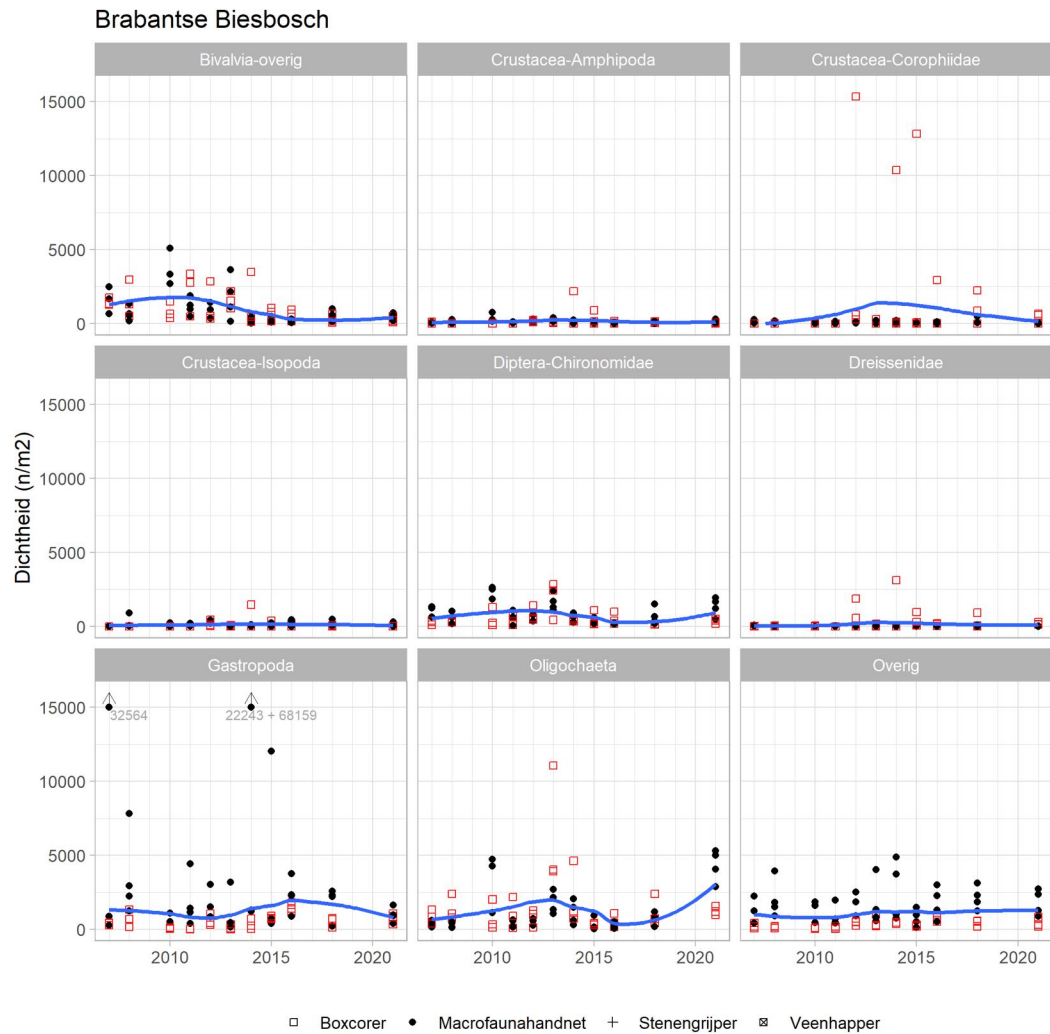 Brabantse Biesbosch
Bivalvia-overig
Crustacea-Amphipoda
Crustacea-Corophiidae
15000
10000
5000
0
Crustacea-Isopoda
Diptera-Chironomidae
Dreissenidae
15000
10000
5000
0
Dichtheid (n/m2)
Gastropoda
Oligochaeta
Overig
15000
10000
5000
0
32564
22243 + 68159
2010 2015 2020
2010 2015 2020
2010 2015 2020
Boxcorer Macrofaunahandnet Stenengrijper Veenhapper